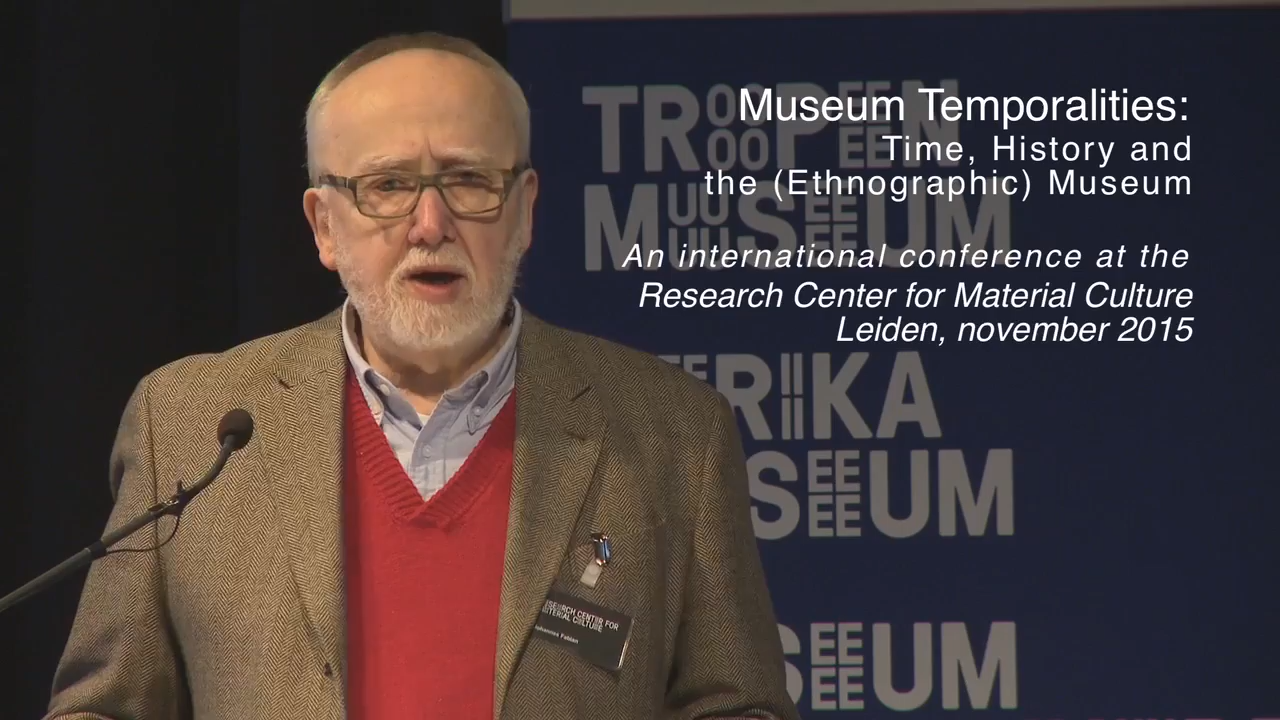 Museum Temporalities:
Time, History and
the (Ethnographic) Museum
An international conference at the
Research Center for Material Culture
Leiden, november 2015
TROPEN
MUSEUM
RIKA
SEUM
SEUM
RESEARCH CENTER FOR
MATERIAL CULTURE
Johannes Fabian